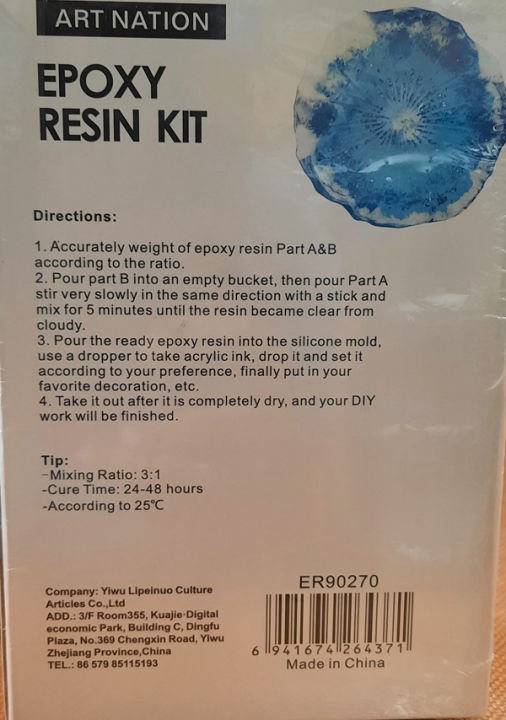 ART NATION
EPOXY
RESIN KIT
Directions:
1. Accurately weight of epoxy resin Part A&B
according to the ratio.
2. Pour part B into an empty bucket, then pour Part A
stir very slowly in the same direction with a stick and
mix for 5 minutes until the resin became clear from
cloudy.
3. Pour the ready epoxy resin into the silicone mold,
use a dropper to take acrylic ink, drop it and set it
according to your preference, finally put in your
favorite decoration, etc.
4. Take it out after it is completely dry, and your DIY
work will be finished.
Tip:
-Mixing Ratio: 3:1
-Cure Time: 24-48 hours
-According to 25℃
Company: Yiwu Lipeinuo Culture
Articles Co.,Ltd
ADD.: 3/F Room355, Kuajie·Digital
economic Park, Building C, Dingfu
Plaza, No.369 Chengxin Road, Yiwu
Zhejiang Province,China
TEL.: 86 579 85115193
ER90270
6 941674 264371
Made in China